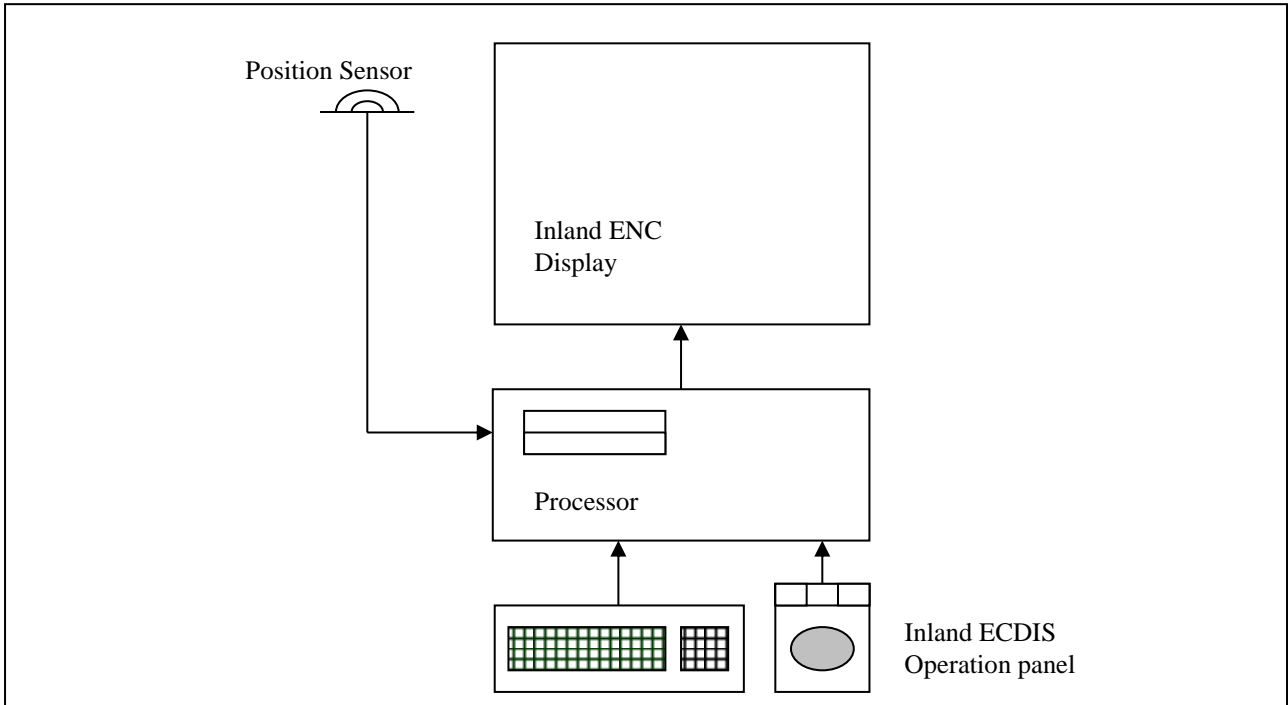 Position Sensor
Inland ENC
Display
Processor
Inland ECDIS
Operation panel